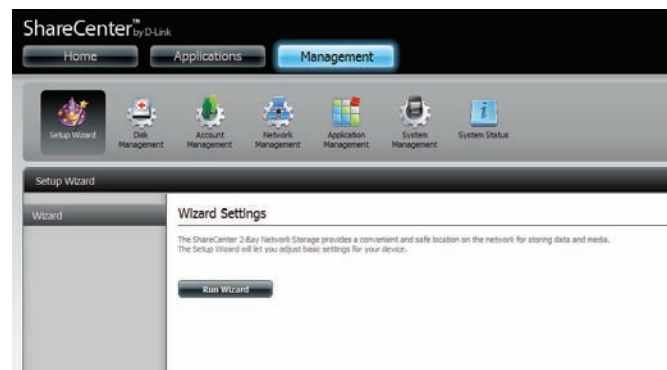 ShareCenter™ by D-Link
Home Applications Management
Setup Wizard
Disk Management
Account Management
Network Management
Application Management
System Management
System Status
Setup Wizard
Wizard
Wizard Settings
The ShareCenter 2-Bay Network Storage provides a convenient and safe location on the network for storing data and media.
The Setup Wizard will let you adjust basic settings for your device.
Run Wizard